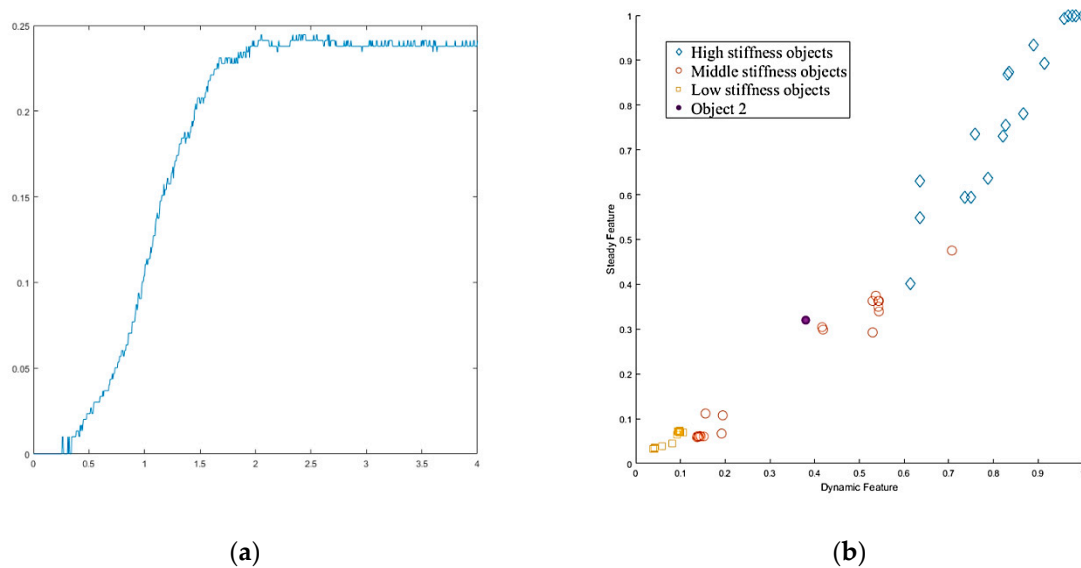 0.25
0.2
0.15
0.1
0.05
0
0 0.5 1 1.5 2 2.5 3 3.5 4
(a)
1
0.9
0.8
0.7
0.6
0.5
0.4
0.3
0.2
0.1
0
Steady Feature
High stiffness objects
Middle stiffness objects
Low stiffness objects
Object 2
0 0.1 0.2 0.3 0.4 0.5 0.6 0.7 0.8 0.9
Dynamic Feature
(b)